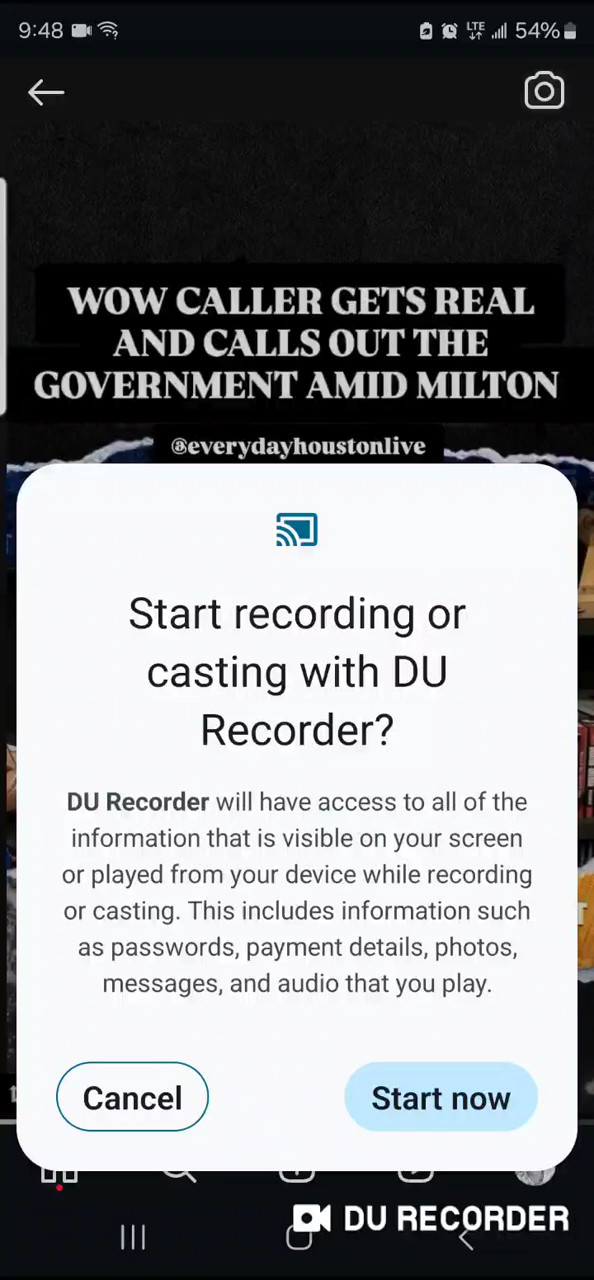 9:48
LTE
54%
WOW CALLER GETS REAL
AND CALLS OUT THE
GOVERNMENT AMID MILTON
@everydayhoustonlive
Start recording or
casting with DU
Recorder?
DU Recorder will have access to all of the
information that is visible on your screen
or played from your device while recording
or casting. This includes information such
as passwords, payment details, photos,
messages, and audio that you play.
Cancel
Start now
DU RECORDER